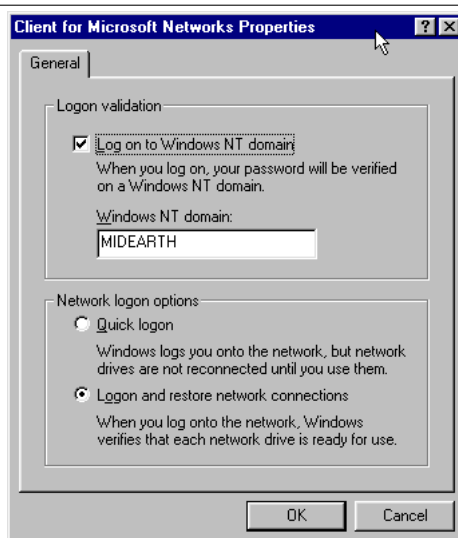 Client for Microsoft Networks Properties
General
Logon validation
Log on to Windows NT domain
When you log on, your password will be verified
on a Windows NT domain.
Windows NT domain:
MIDEARTH
Network logon options
Quick logon
Windows logs you onto the network, but network
drives are not reconnected until you use them.
Logon and restore network connections
When you log onto the network, Windows
verifies that each network drive is ready for use.
OK Cancel